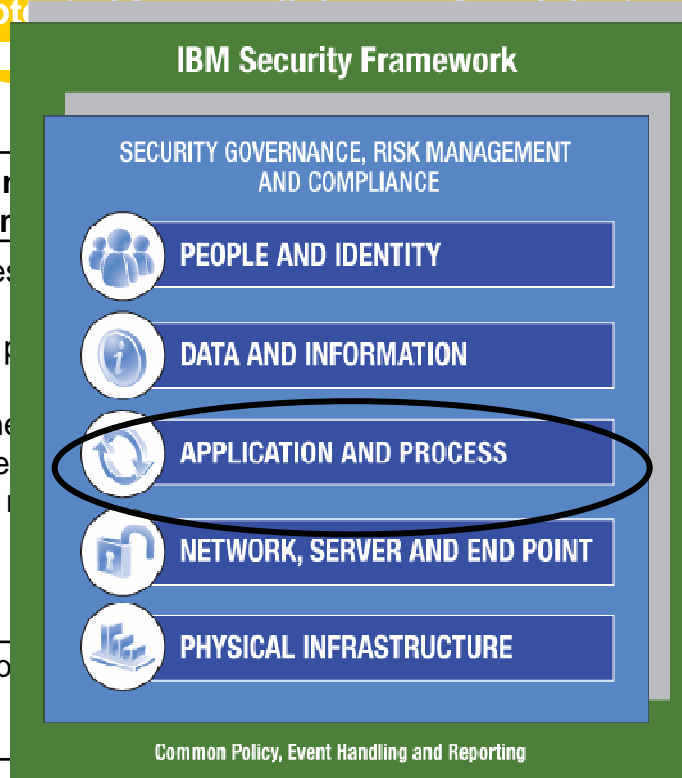 IBM Security Framework
SECURITY GOVERNANCE, RISK MANAGEMENT
AND COMPLIANCE
PEOPLE AND IDENTITY
DATA AND INFORMATION
APPLICATION AND PROCESS
NETWORK, SERVER AND END POINT
PHYSICAL INFRASTRUCTURE
Common Policy, Event Handling and Reporting